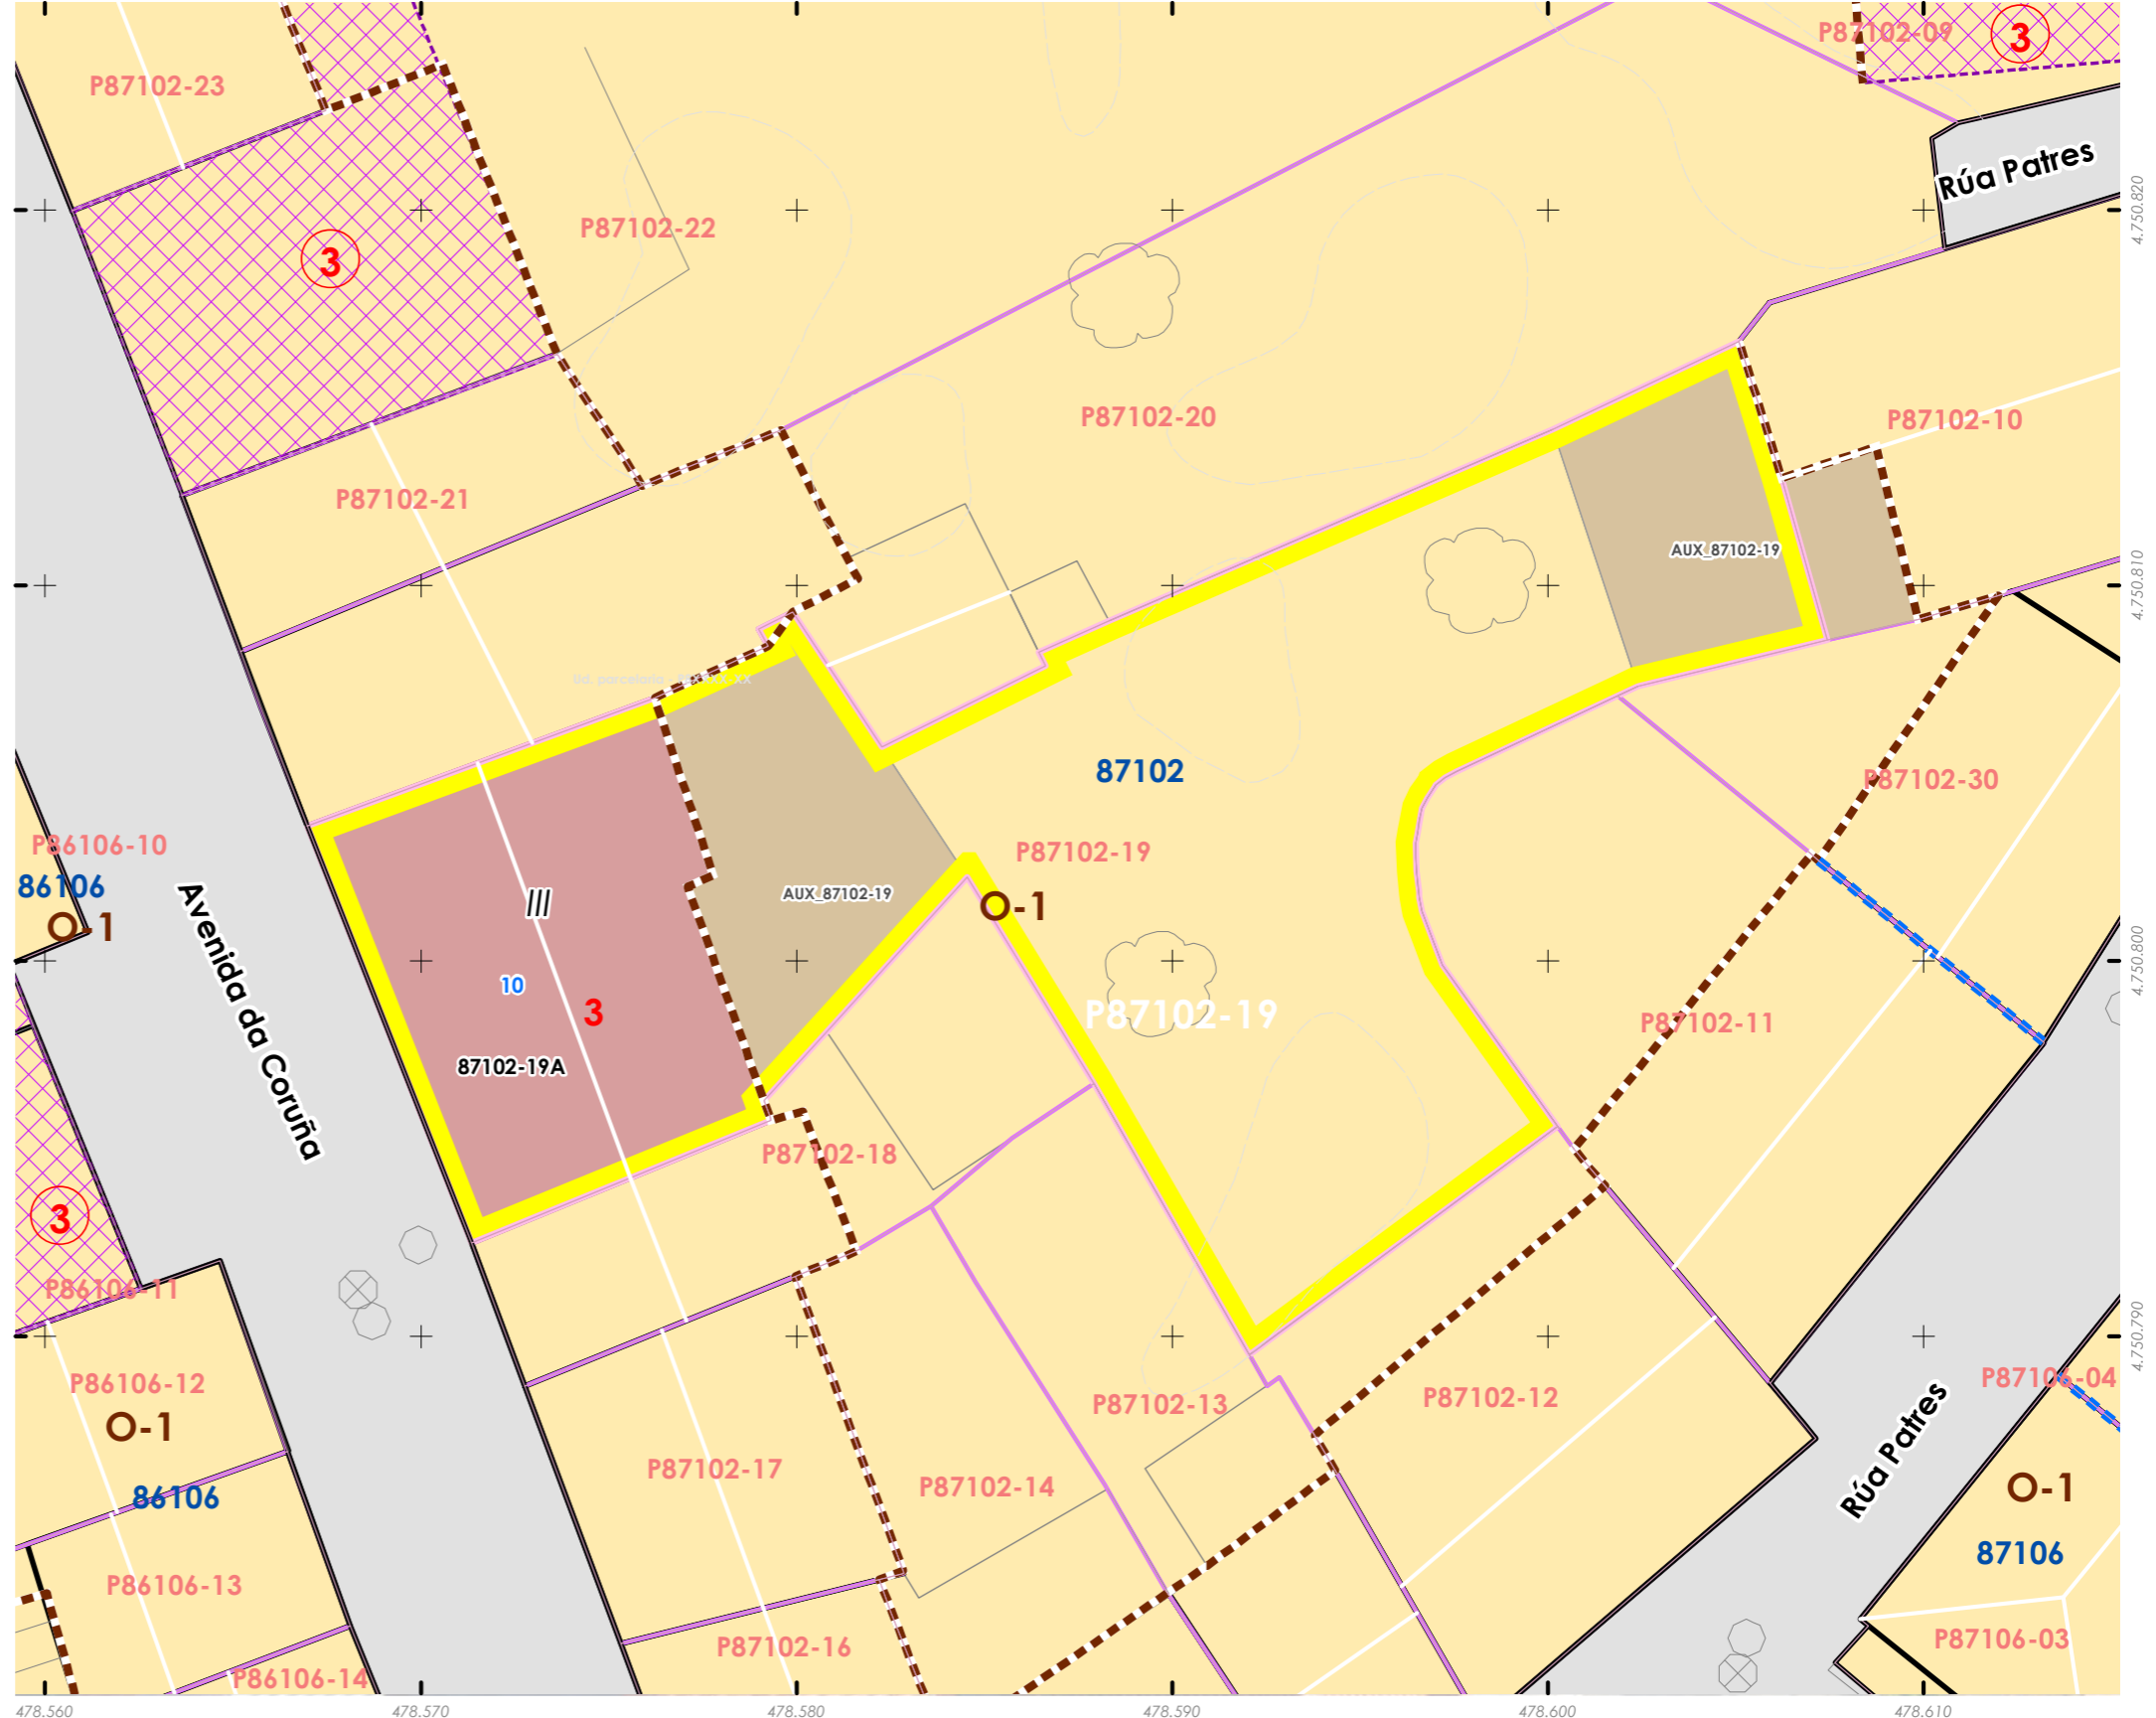 P87102-09
3
P87102-23
Rúa Patres
4.750.820
P87102-22
3
P87102-20
P87102-10
P87102-21
AUX_87102-19
4.750.810
87102
P87102-30
P86106-10
P87102-19
86106
AUX_87102-19
III
O-1
O-1
Avenida da Coruña
4.750.800
10
3
P87102-19
P87102-11
87102-19A
P87102-18
3
P86106-11
4.750.790
P86106-12
P87106-04
P87102-13
P87102-12
O-1
Rúa Patres
P87102-17
P87102-14
O-1
86106
87106
P86106-13
P87102-16
P87106-03
P86106-14
478.560
478.570
478.580
478.590
478.600
478.610